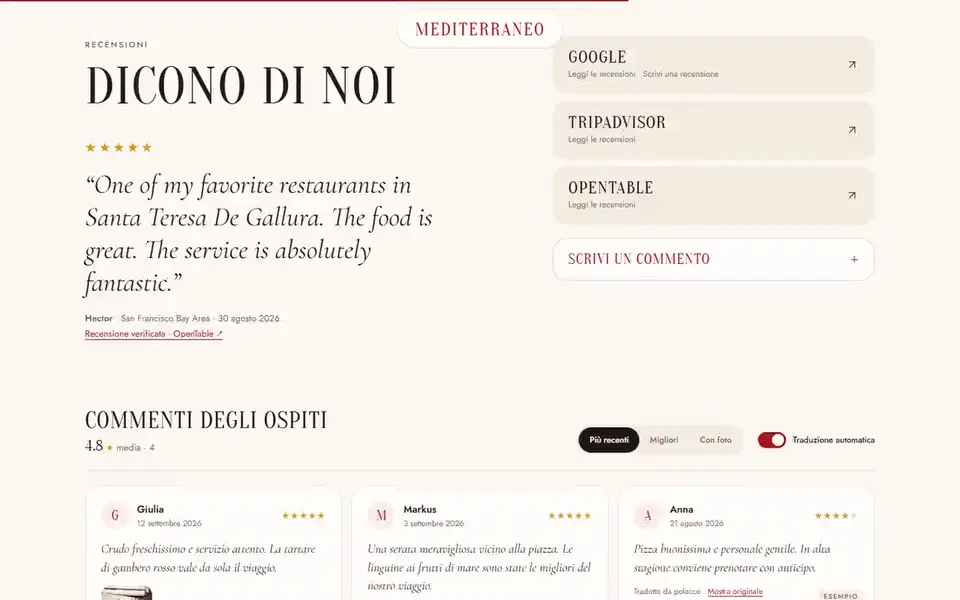 MEDITERRANEO
RECENSIONI
DICONO DI NOI
“One of my favorite restaurants in
Santa Teresa De Gallura. The food is
great. The service is absolutely
fantastic.”
Hector San Francisco Bay Area · 30 agosto 2026
Recensione verificata · OpenTable ↗
GOOGLE
Leggi le recensioni Scrivi una recensione
TRIPADVISOR
Leggi le recensioni
OPENTABLE
Leggi le recensioni
SCRIVI UN COMMENTO +
COMMENTI DEGLI OSPITI
4.8 ★ media · 4
Più recenti Migliori Con foto
Traduzione automatica
G Giulia
12 settembre 2026
Crudo freschissimo e servizio attento. La tartare
di gambero rosso vale da sola il viaggio.
M Markus
3 settembre 2026
Una serata meravigliosa vicino alla piazza. Le
linguine ai frutti di mare sono state le migliori del
nostro viaggio.
A Anna
21 agosto 2026
Pizza buonissima e personale gentile. In alta
stagione conviene prenotare con anticipo.
Tradotto da polacco Mostra originale
ESEMPIO